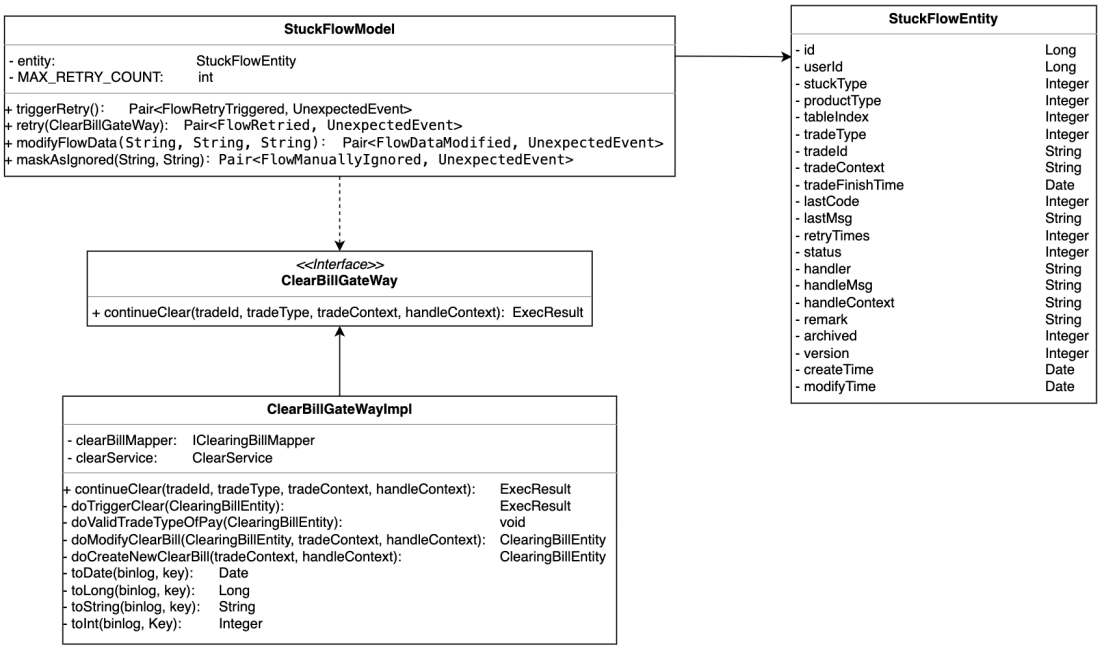 StuckFlowModel
- entity: StuckFlowEntity
- MAX_RETRY_COUNT: int
+ triggerRetry(): Pair<FlowRetryTriggered, UnexpectedEvent>
+ retry(ClearBillGateWay): Pair<FlowRetried, UnexpectedEvent>
+ modifyFlowData(String, String, String): Pair<FlowDataModified, UnexpectedEvent>
+ maskAsIgnored(String, String): Pair<FlowManuallyIgnored, UnexpectedEvent>
StuckFlowEntity
- id Long
- userId Long
- stuckType Integer
- productType Integer
- tableIndex Integer
- tradeType Integer
- tradeId String
- tradeContext String
- tradeFinishTime Date
- lastCode Integer
- lastMsg String
- retryTimes Integer
- status Integer
- handler String
- handleMsg String
- handleContext String
- remark String
- archived Integer
- version Integer
- createTime Date
- modifyTime Date
<<Interface>>
ClearBillGateWay
+ continueClear(tradeId, tradeType, tradeContext, handleContext): ExecResult
ClearBillGateWayImpl
- clearBillMapper: IClearingBillMapper
- clearService: ClearService
+ continueClear(tradeId, tradeType, tradeContext, handleContext): ExecResult
- doTriggerClear(ClearingBillEntity): ExecResult
- doValidTradeTypeOfPay(ClearingBillEntity): void
- doModifyClearBill(ClearingBillEntity, tradeContext, handleContext): ClearingBillEntity
- doCreateNewClearBill(tradeContext, handleContext): ClearingBillEntity
- toDate(binlog, key): Date
- toLong(binlog, key): Long
- toString(binlog, key): String
- toInt(binlog, Key): Integer